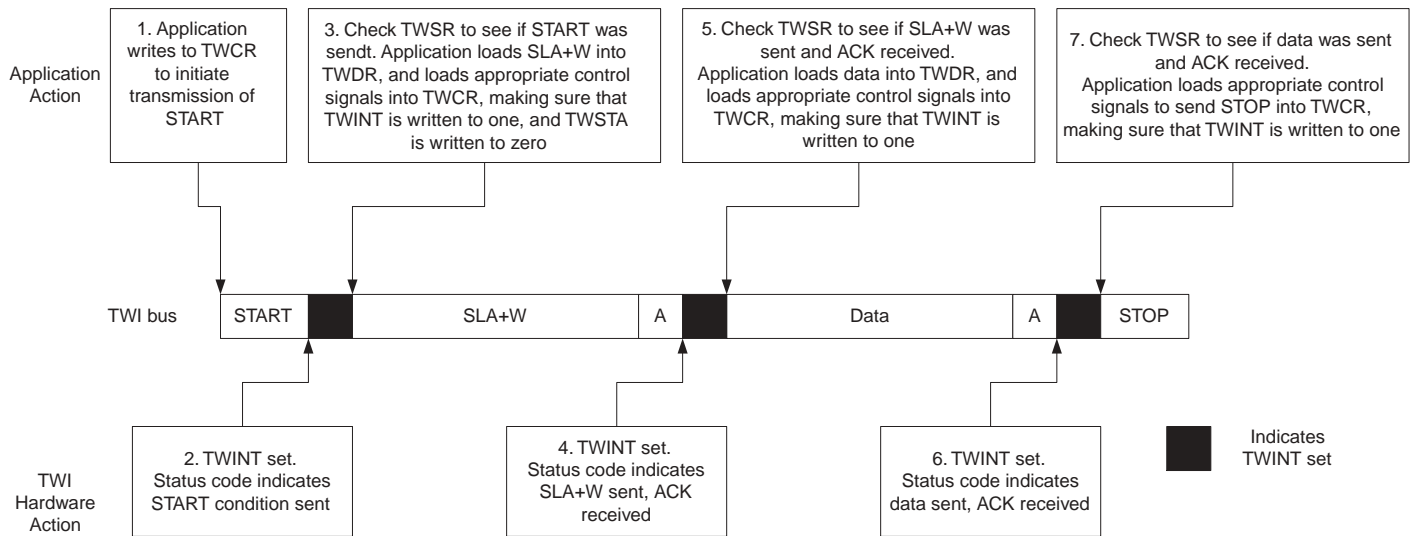 Application
Action
1. Application
writes to TWCR
to initiate
transmission of
START
3. Check TWSR to see if START was
sendt. Application loads SLA+W into
TWDR, and loads appropriate control
signals into TWCR, making sure that
TWINT is written to one, and TWSTA
is written to zero
5. Check TWSR to see if SLA+W was
sent and ACK received.
Application loads data into TWDR, and
loads appropriate control signals into
TWCR, making sure that TWINT is
written to one
7. Check TWSR to see if data was sent
and ACK received.
Application loads appropriate control
signals to send STOP into TWCR,
making sure that TWINT is written to one
TWI bus
START
SLA+W
A
Data
A
STOP
TWI
Hardware
Action
2. TWINT set.
Status code indicates
START condition sent
4. TWINT set.
Status code indicates
SLA+W sent, ACK
received
6. TWINT set.
Status code indicates
data sent, ACK received
Indicates
TWINT set